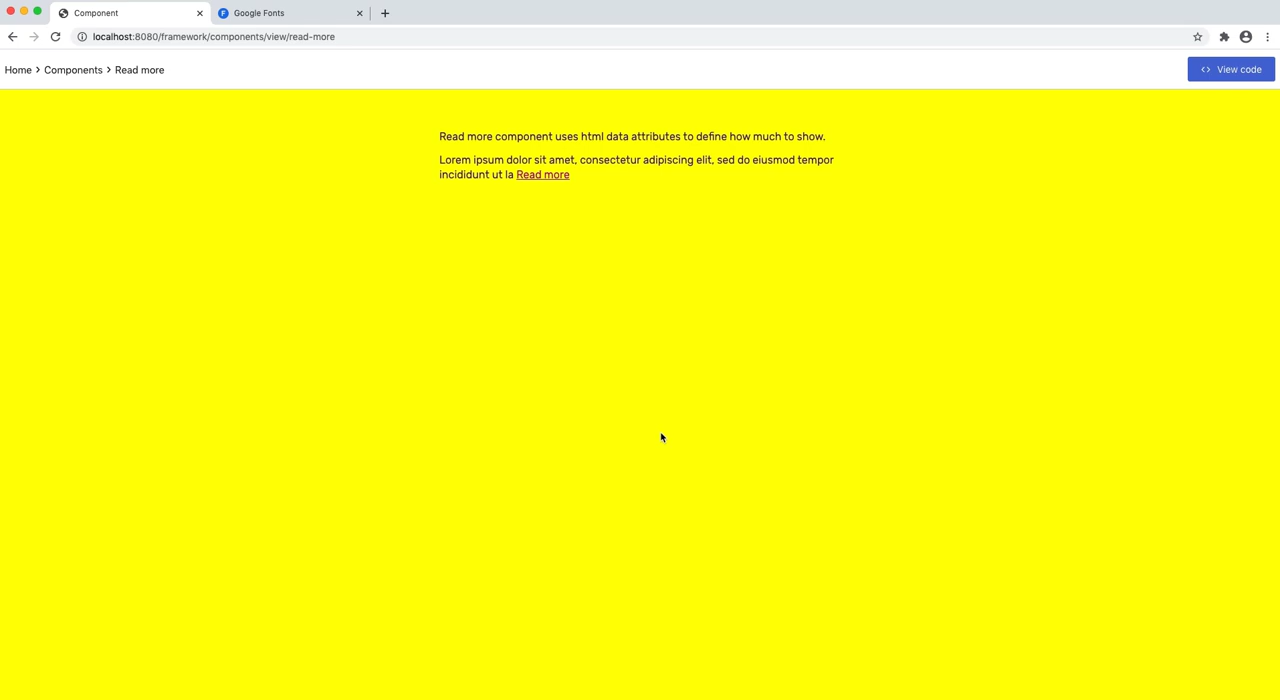 Component
Google Fonts
localhost:8080/framework/components/view/read-more
Home > Components > Read more
View code
Read more component uses html data attributes to define how much to show.
Lorem ipsum dolor sit amet, consectetur adipiscing elit, sed do eiusmod tempor
incididunt ut la Read more